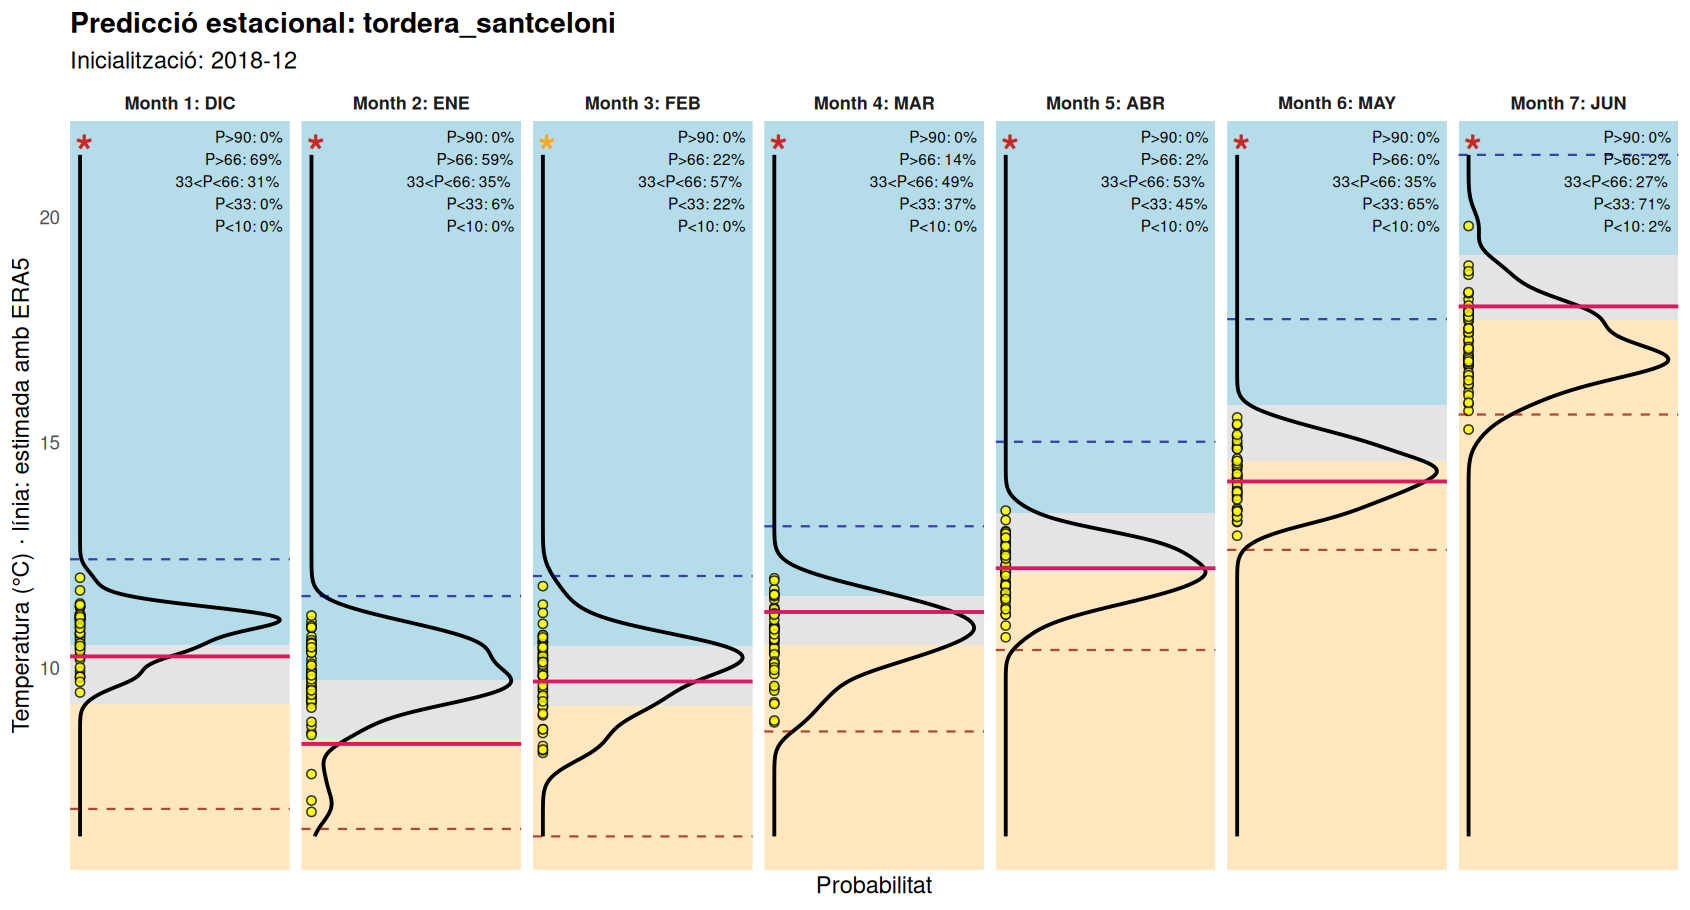 Predicció estacional: tordera_santceloni
Inicialització: 2018-12
Month 1: DIC
Month 2: ENE
Month 3: FEB
Month 4: MAR
Month 5: ABR
Month 6: MAY
Month 7: JUN
*
P>90: 0%
P>66: 69%
33<P<66: 31%
P<33: 0%
P<10: 0%
*
P>90: 0%
P>66: 59%
33<P<66: 35%
P<33: 6%
P<10: 0%
*
P>90: 0%
P>66: 22%
33<P<66: 57%
P<33: 22%
P<10: 0%
*
P>90: 0%
P>66: 14%
33<P<66: 49%
P<33: 37%
P<10: 0%
*
P>90: 0%
P>66: 2%
33<P<66: 53%
P<33: 45%
P<10: 0%
*
P>90: 0%
P>66: 0%
33<P<66: 35%
P<33: 65%
P<10: 0%
*
P>90: 0%
P>66: 2%
33<P<66: 27%
P<33: 71%
P<10: 2%
20
15
10
Temperatura (°C) · línia: estimada amb ERA5
Probabilitat